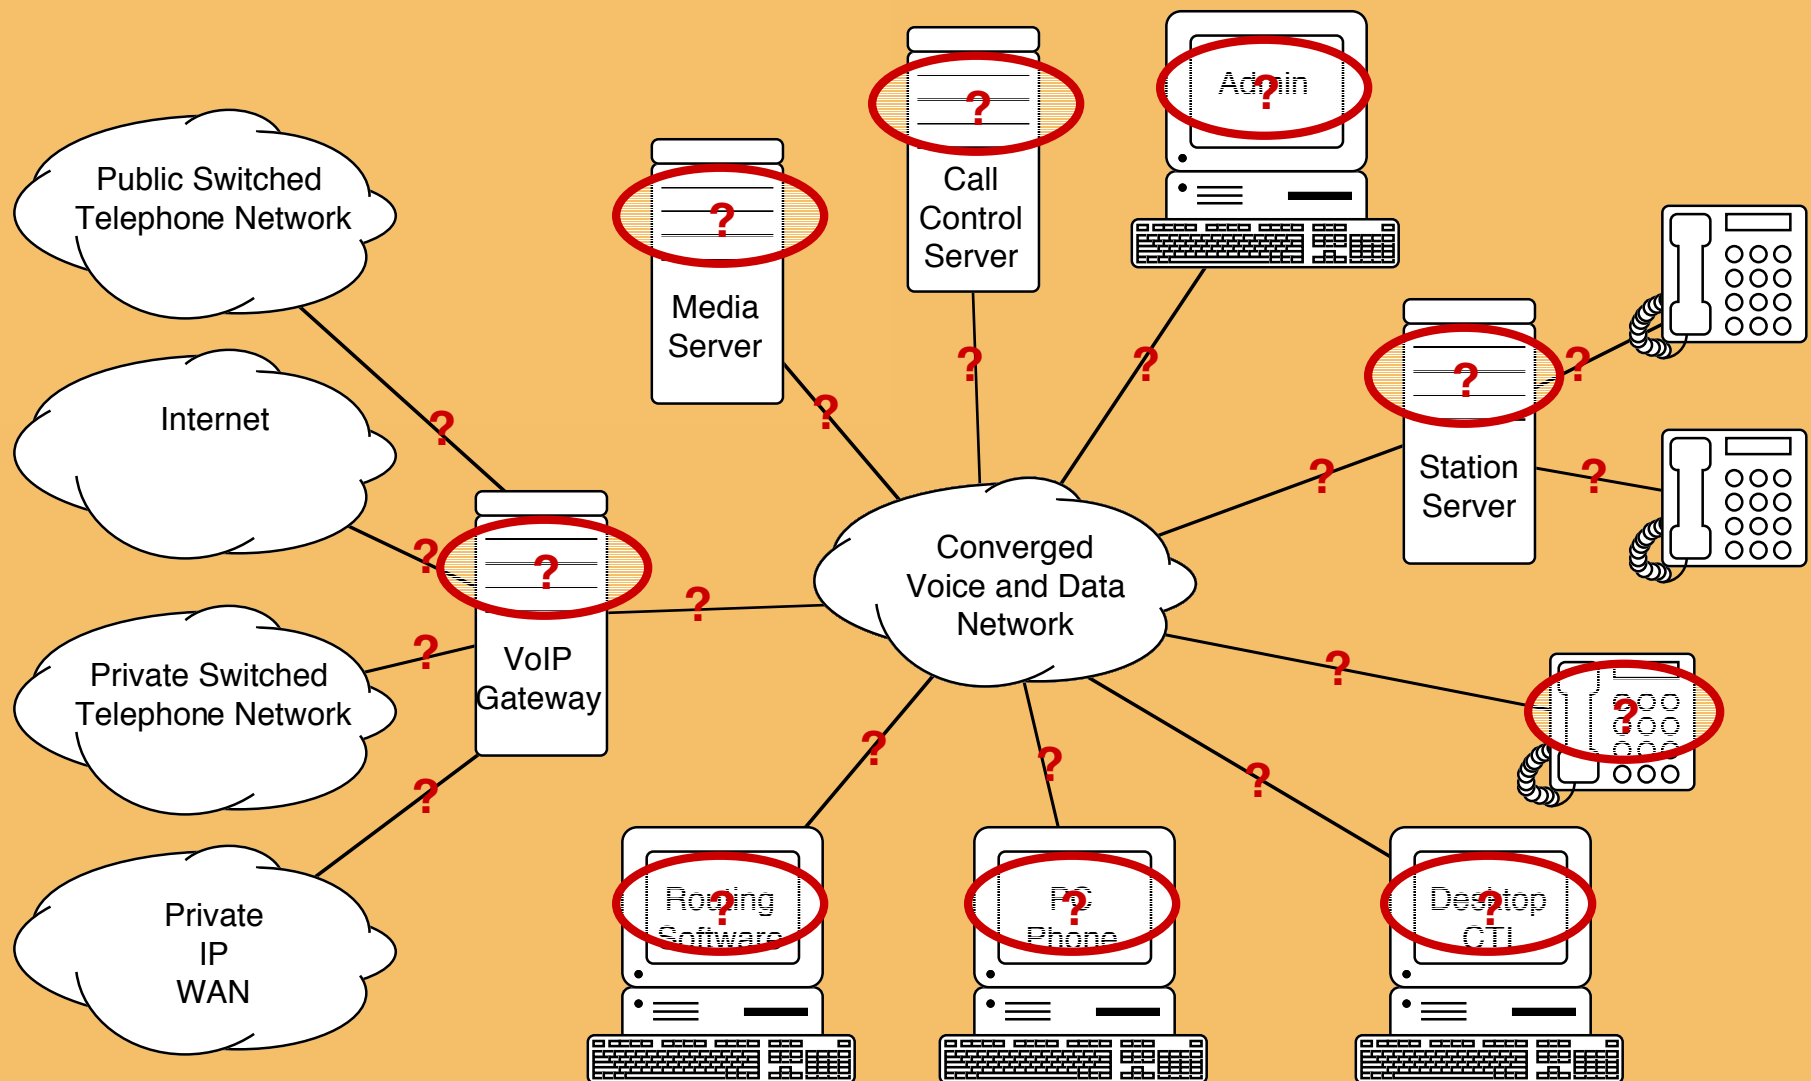 Public Switched
Telephone Network
Internet
Private Switched
Telephone Network
Private
IP
WAN
?
?
?
?
?
VoIP
Gateway
?
?
Media
Server
?
?
Call
Control
Server
?
Admin
?
?
?
Station
Server
?
?
?
Converged
Voice and Data
Network
?
?
?
Routing
Software
?
?
PC
Phone
?
?
Desktop
CTI
?
?